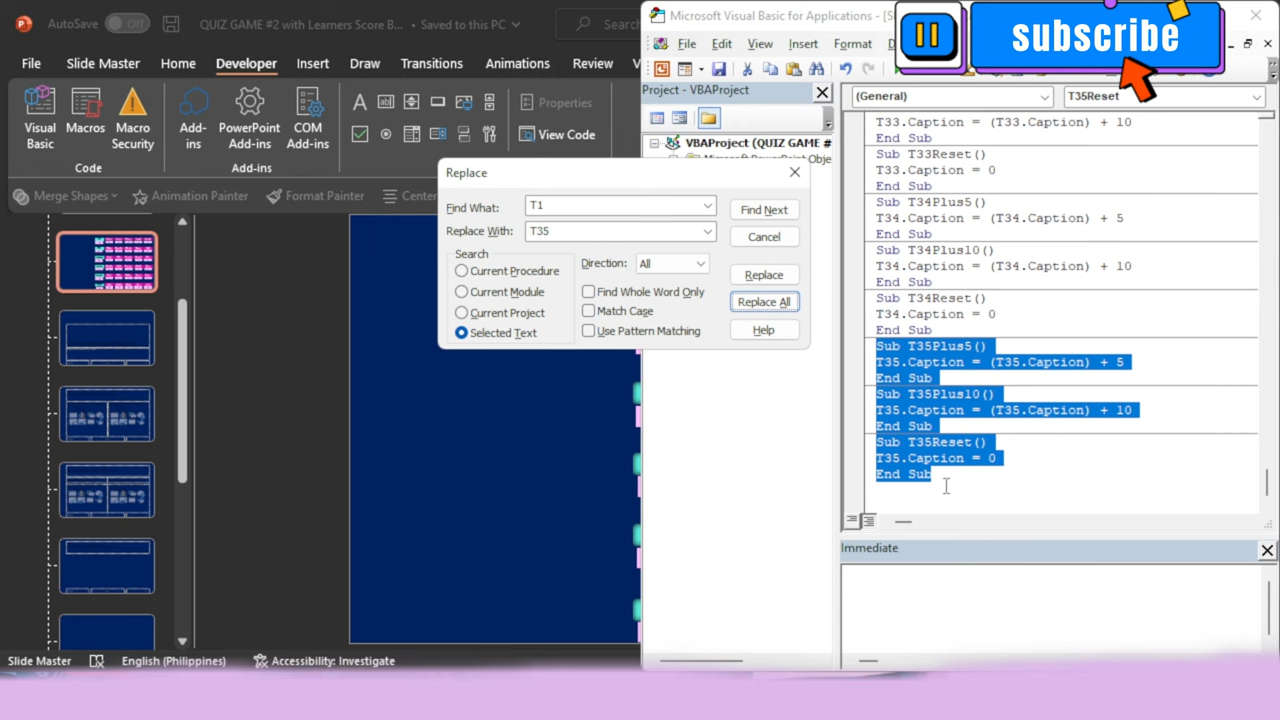 AutoSave Off QUIZ GAME #2 with Learners Score B... • Saved to this PC Search
File Slide Master Home Developer Insert Draw Transitions Animations Review
Visual Basic
Macros
Macro Security
Code
Add-ins
PowerPoint Add-ins
COM Add-ins
Add-ins
Properties
View Code
Merge Shapes Animation Painter Format Painter Center
Microsoft Visual Basic for Applications - [S
subscribe
File Edit View Insert Format
Project - VBAProject
VBAProject (QUIZ GAME #
Microsoft PowerPoint Obje
Replace
Find What: T1
Replace With: T35
Search
Current Procedure
Current Module
Current Project
Selected Text
Direction: All
Find Whole Word Only
Match Case
Use Pattern Matching
Find Next
Cancel
Replace
Replace All
Help
(General) T35Reset
T33.Caption = (T33.Caption) + 10
End Sub
Sub T33Reset()
T33.Caption = 0
End Sub
Sub T34Plus5()
T34.Caption = (T34.Caption) + 5
End Sub
Sub T34Plus10()
T34.Caption = (T34.Caption) + 10
End Sub
Sub T34Reset()
T34.Caption = 0
End Sub
Sub T35Plus5()
T35.Caption = (T35.Caption) + 5
End Sub
Sub T35Plus10()
T35.Caption = (T35.Caption) + 10
End Sub
Sub T35Reset()
T35.Caption = 0
End Sub
Immediate
Slide Master English (Philippines) Accessibility: Investigate